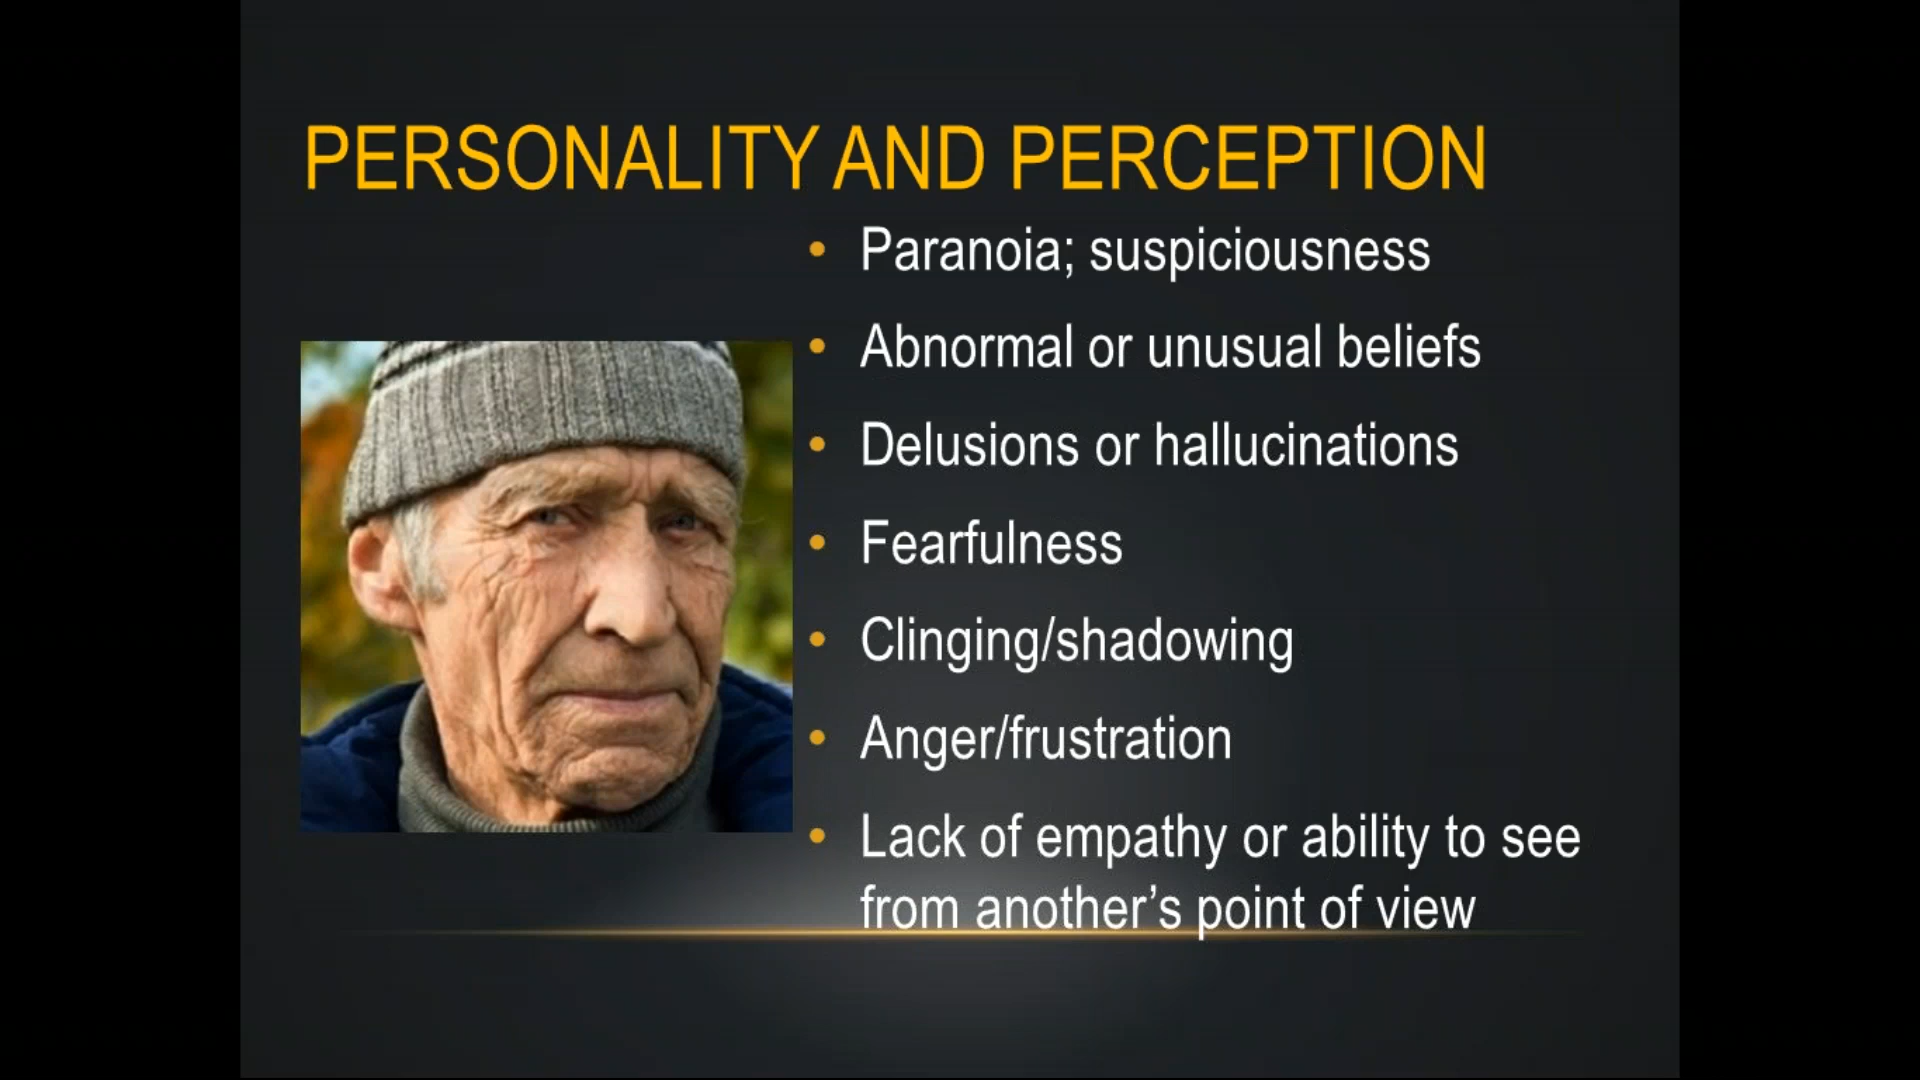 PERSONALITY AND PERCEPTION
• Paranoia; suspiciousness
• Abnormal or unusual beliefs
• Delusions or hallucinations
• Fearfulness
• Clinging/shadowing
• Anger/frustration
• Lack of empathy or ability to see
from another’s point of view